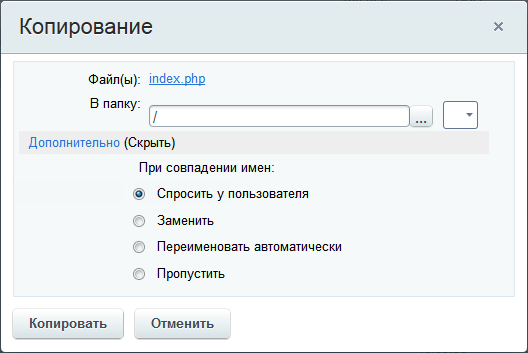 Копирование
Файл(ы): index.php
В папку: / ...
Дополнительно (Скрыть)
При совпадении имен:
Спросить у пользователя
Заменить
Переименовать автоматически
Пропустить
Копировать Отменить